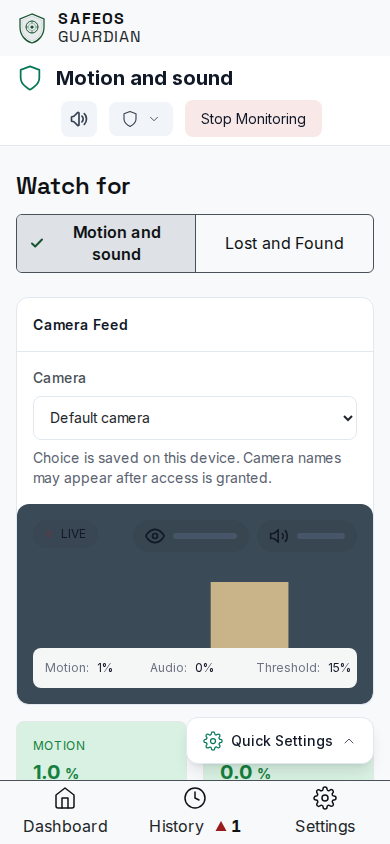 SAFEOS
GUARDIAN
Motion and sound
Stop Monitoring
Watch for
Motion and
sound
Lost and Found
Camera Feed
Camera
Default camera
Choice is saved on this device. Camera names
may appear after access is granted.
LIVE
Motion: 1% Audio: 0% Threshold: 15%
MOTION
1.0 %
0.0 %
Quick Settings
Dashboard
History 1
Settings